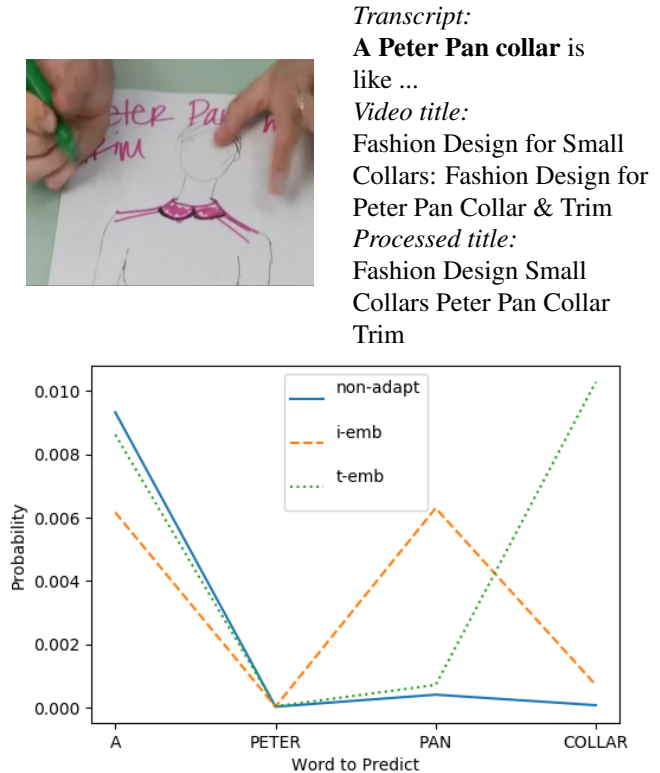 eter Pan
rim
Transcript:
A Peter Pan collar is
like ...
Video title:
Fashion Design for Small
Collars: Fashion Design for
Peter Pan Collar & Trim
Processed title:
Fashion Design Small
Collars Peter Pan Collar
Trim
non-adapt
i-emb
t-emb
0.010
0.008
0.006
0.004
0.002
0.000
Probability
A PETER PAN COLLAR
Word to Predict